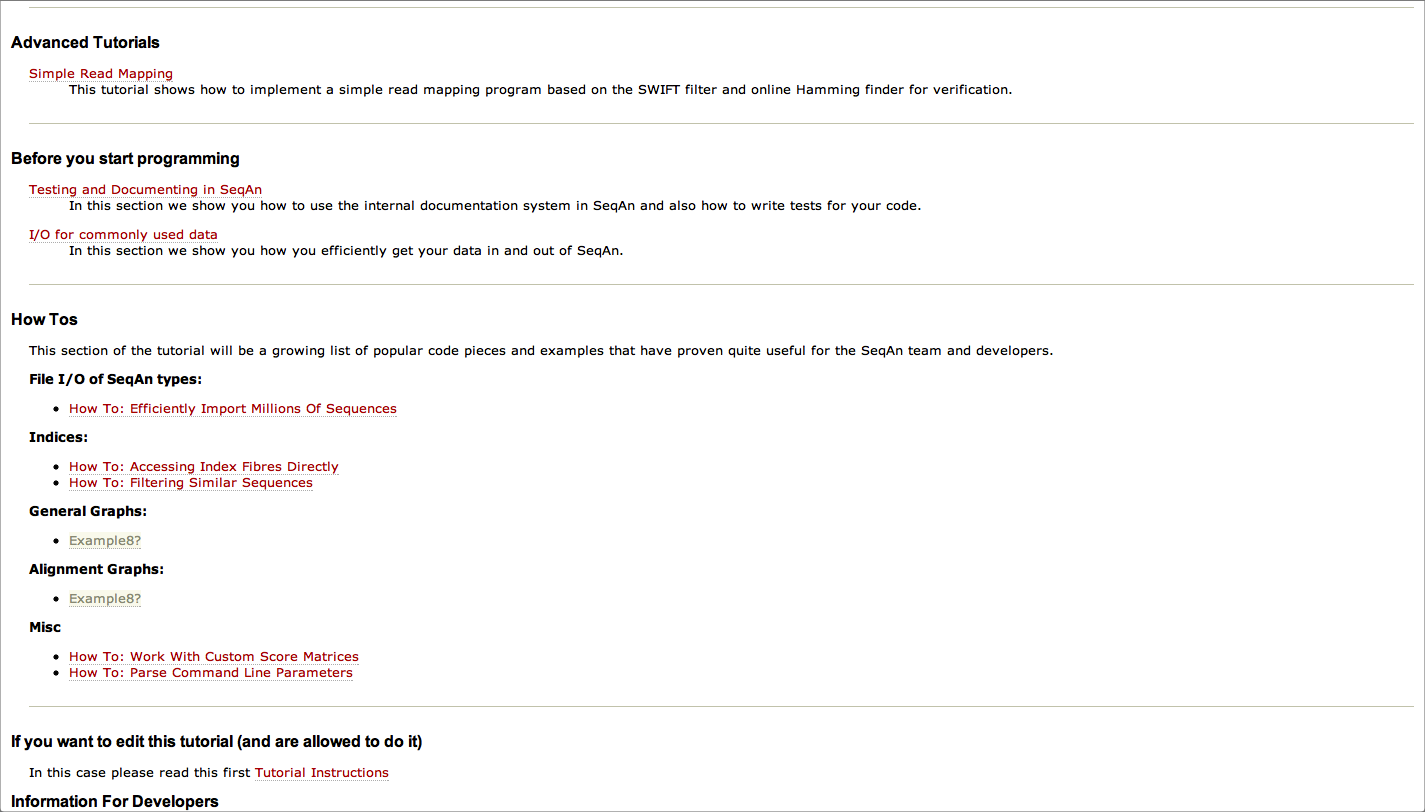 Advanced Tutorials
Simple Read Mapping
This tutorial shows how to implement a simple read mapping program based on the SWIFT filter and online Hamming finder for verification.
Before you start programming
Testing and Documenting in SeqAn
In this section we show you how to use the internal documentation system in SeqAn and also how to write tests for your code.
I/O for commonly used data
In this section we show you how you efficiently get your data in and out of SeqAn.
How Tos
This section of the tutorial will be a growing list of popular code pieces and examples that have proven quite useful for the SeqAn team and developers.
File I/O of SeqAn types:
• How To: Efficiently Import Millions Of Sequences
Indices:
• How To: Accessing Index Fibres Directly
• How To: Filtering Similar Sequences
General Graphs:
• Example8?
Alignment Graphs:
• Example8?
Misc
• How To: Work With Custom Score Matrices
• How To: Parse Command Line Parameters
If you want to edit this tutorial (and are allowed to do it)
In this case please read this first Tutorial Instructions
Information For Developers